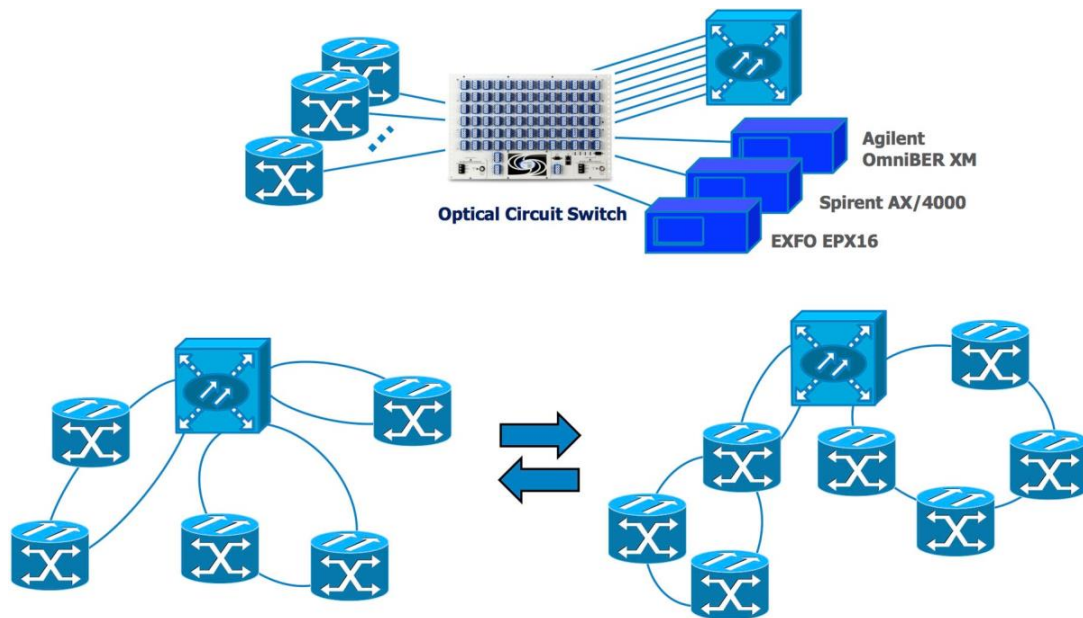 Agilent
OmniBER XM
Spirent AX/4000
Optical Circuit Switch
EXFO EPX16